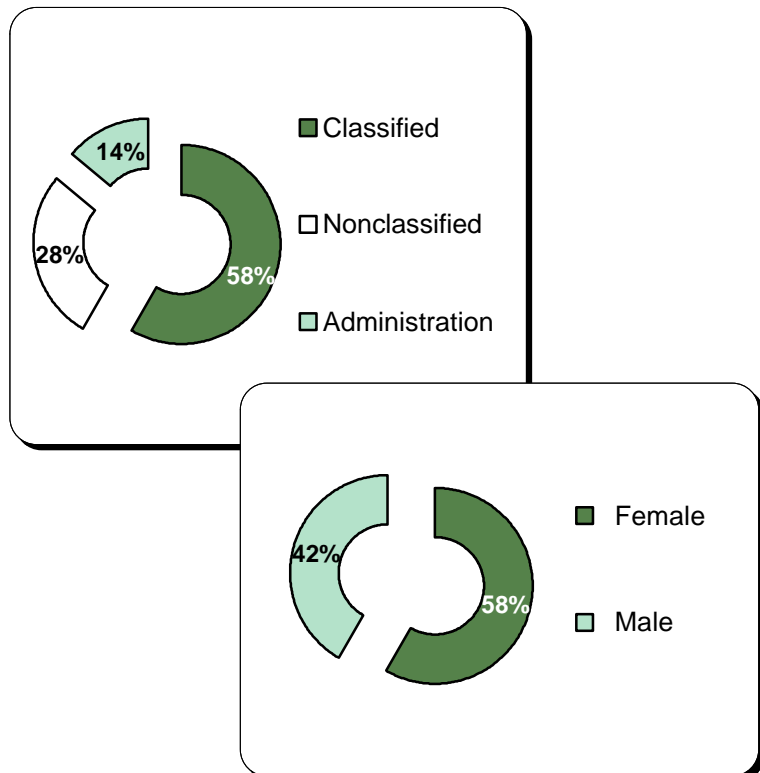 Classified
14%
Nonclassified
28%
58%
Administration
Female
42%
58%
Male